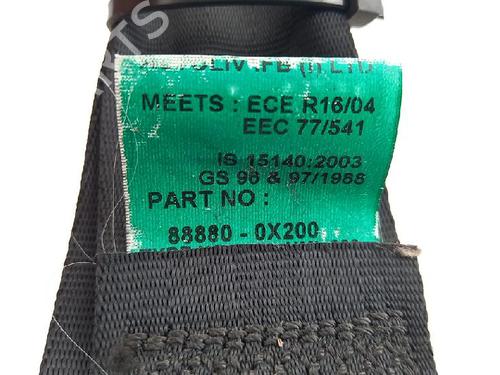 MEETS : ECE R16/04
EEC 77/541
IS 15140:2003
GS 96 & 97/1988
PART NO :
88880 - 0X200